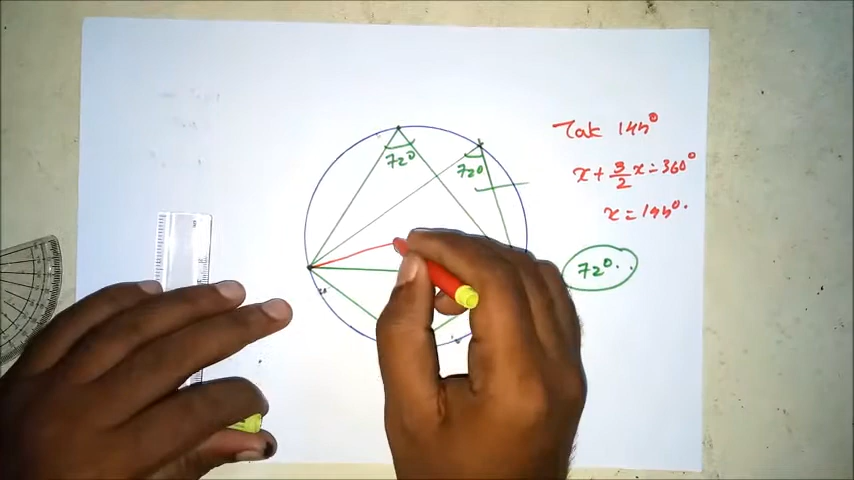 72°
72°
Tak 144°
x + 3/2 x = 360°
x = 144°.
72°..